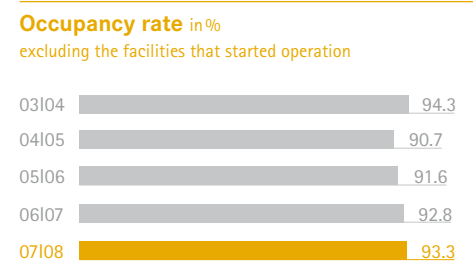 Occupancy rate in %
excluding the facilities that started operation
03|04 94.3
04|05 90.7
05|06 91.6
06|07 92.8
07|08 93.3